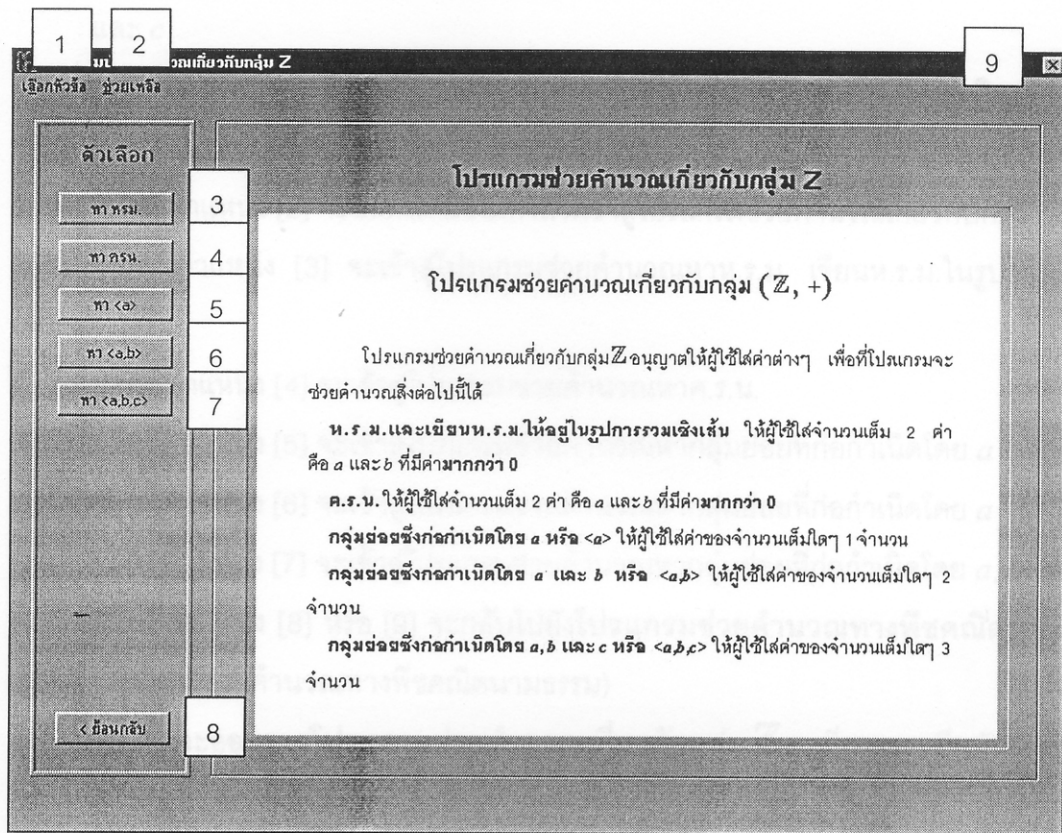 1 2 9
วณเกี่ยวกับกลุ่ม Z
เลือกหัวข้อ ช่วยเหลือ
ตัวเลือก
โปรแกรมช่วยคำนวณเกี่ยวกับกลุ่ม Z
หา หรม. 3
หา ครน. 4
หา <a> 5
หา <a,b> 6
หา <a,b,c> 7
โปรแกรมช่วยคำนวณเกี่ยวกับกลุ่ม (ℤ, +)
โปรแกรมช่วยคำนวณเกี่ยวกับกลุ่ม ℤ อนุญาตให้ผู้ใช้ใส่ค่าต่างๆ เพื่อที่โปรแกรมจะ
ช่วยคำนวณสิ่งต่อไปนี้ได้
ห.ร.ม.และเขียนห.ร.ม.ให้อยู่ในรูปการรวมเชิงเส้น ให้ผู้ใช้ใส่จำนวนเต็ม 2 ค่า
คือ a และ b ที่มีค่ามากกว่า 0
ค.ร.น. ให้ผู้ใช้ใส่จำนวนเต็ม 2 ค่า คือ a และ b ที่มีค่ามากกว่า 0
กลุ่มย่อยซึ่งก่อกำเนิดโดย a หรือ <a> ให้ผู้ใช้ใส่ค่าของจำนวนเต็มใดๆ 1 จำนวน
กลุ่มย่อยซึ่งก่อกำเนิดโดย a และ b หรือ <a,b> ให้ผู้ใช้ใส่ค่าของจำนวนเต็มใดๆ 2
จำนวน
กลุ่มย่อยซึ่งก่อกำเนิดโดย a, b และ c หรือ <a,b,c> ให้ผู้ใช้ใส่ค่าของจำนวนเต็มใดๆ 3
จำนวน
< ย้อนกลับ 8